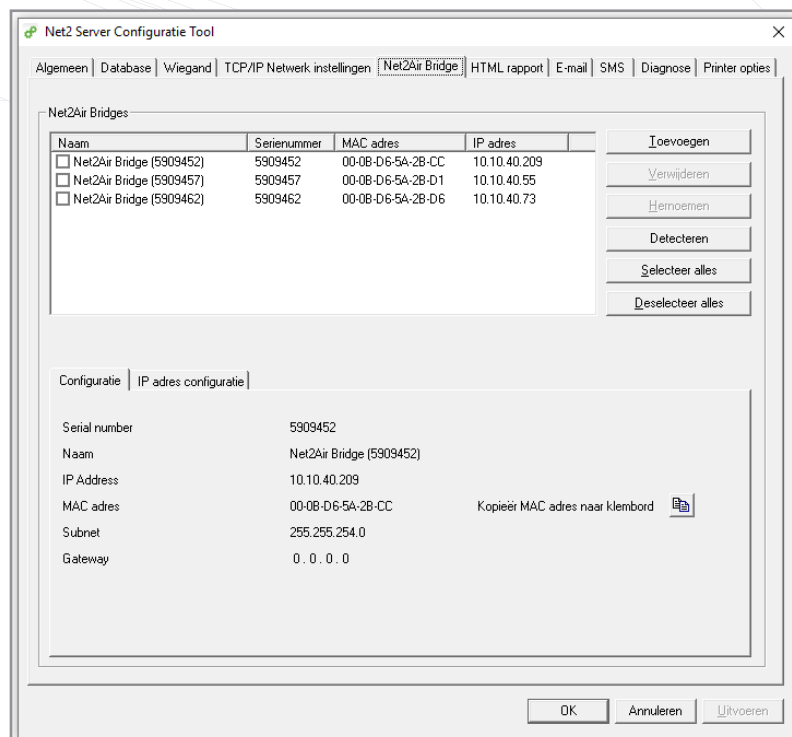 Net2 Server Configuratie Tool
Algemeen Database Wiegand TCP/IP Netwerk instellingen Net2Air Bridge HTML rapport E-mail SMS Diagnose Printer opties
Net2Air Bridges
Naam Serienummer MAC adres IP adres
Net2Air Bridge (5909452) 5909452 00-0B-D6-5A-2B-CC 10.10.40.209
Net2Air Bridge (5909457) 5909457 00-0B-D6-5A-2B-D1 10.10.40.55
Net2Air Bridge (5909462) 5909462 00-0B-D6-5A-2B-D6 10.10.40.73
Toevoegen
Verwijderen
Hernoemen
Detecteren
Selecteer alles
Deselecteer alles
Configuratie IP adres configuratie
Serial number 5909452
Naam Net2Air Bridge (5909452)
IP Address 10.10.40.209
MAC adres 00-0B-D6-5A-2B-CC Kopieër MAC adres naar klembord
Subnet 255.255.254.0
Gateway 0 . 0 . 0 . 0
OK Annuleren Uitvoeren